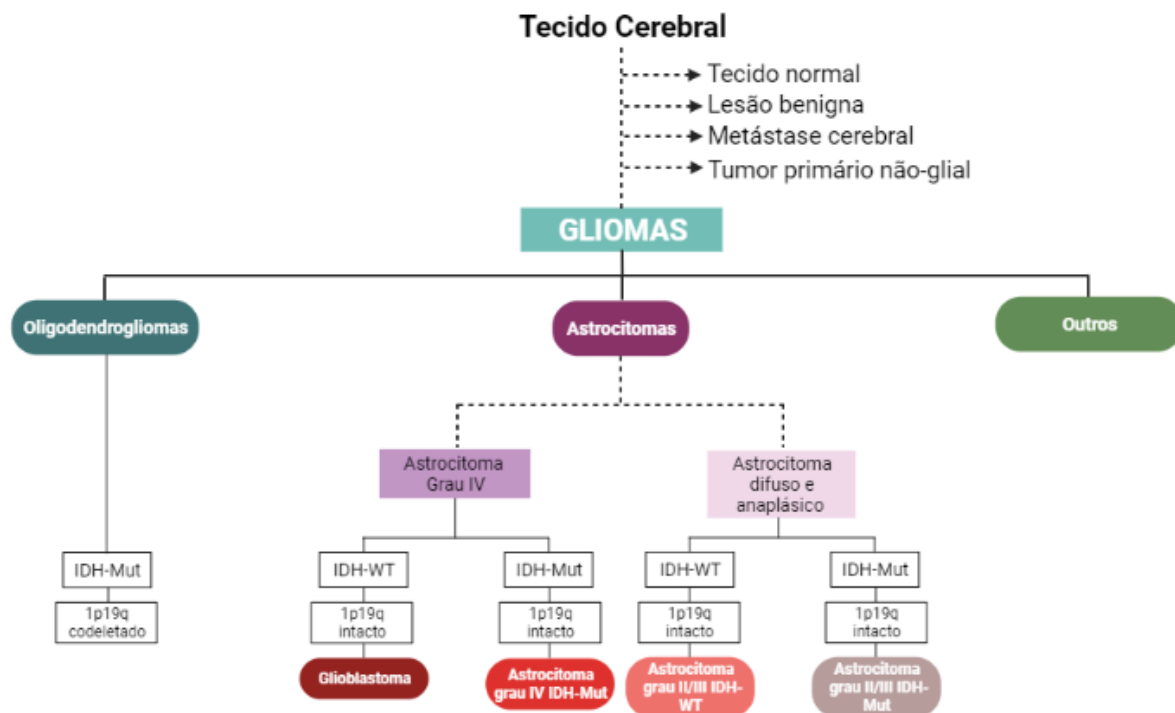 Tecido Cerebral
Tecido normal
Lesão benigna
Metástase cerebral
Tumor primário não-glial
GLIOMAS
Oligodendrogliomas
Astrocitomas
Outros
Astrocitoma
Grau IV
Astrocitoma
difuso e
anaplásico
IDH-Mut
IDH-WT
IDH-Mut
IDH-WT
IDH-Mut
1p19q
codeletado
1p19q
intacto
1p19q
intacto
1p19q
intacto
1p19q
intacto
Glioblastoma
Astrocitoma
grau IV IDH-Mut
Astrocitoma
grau II/III IDH-
WT
Astrocitoma
grau II/III IDH-
Mut